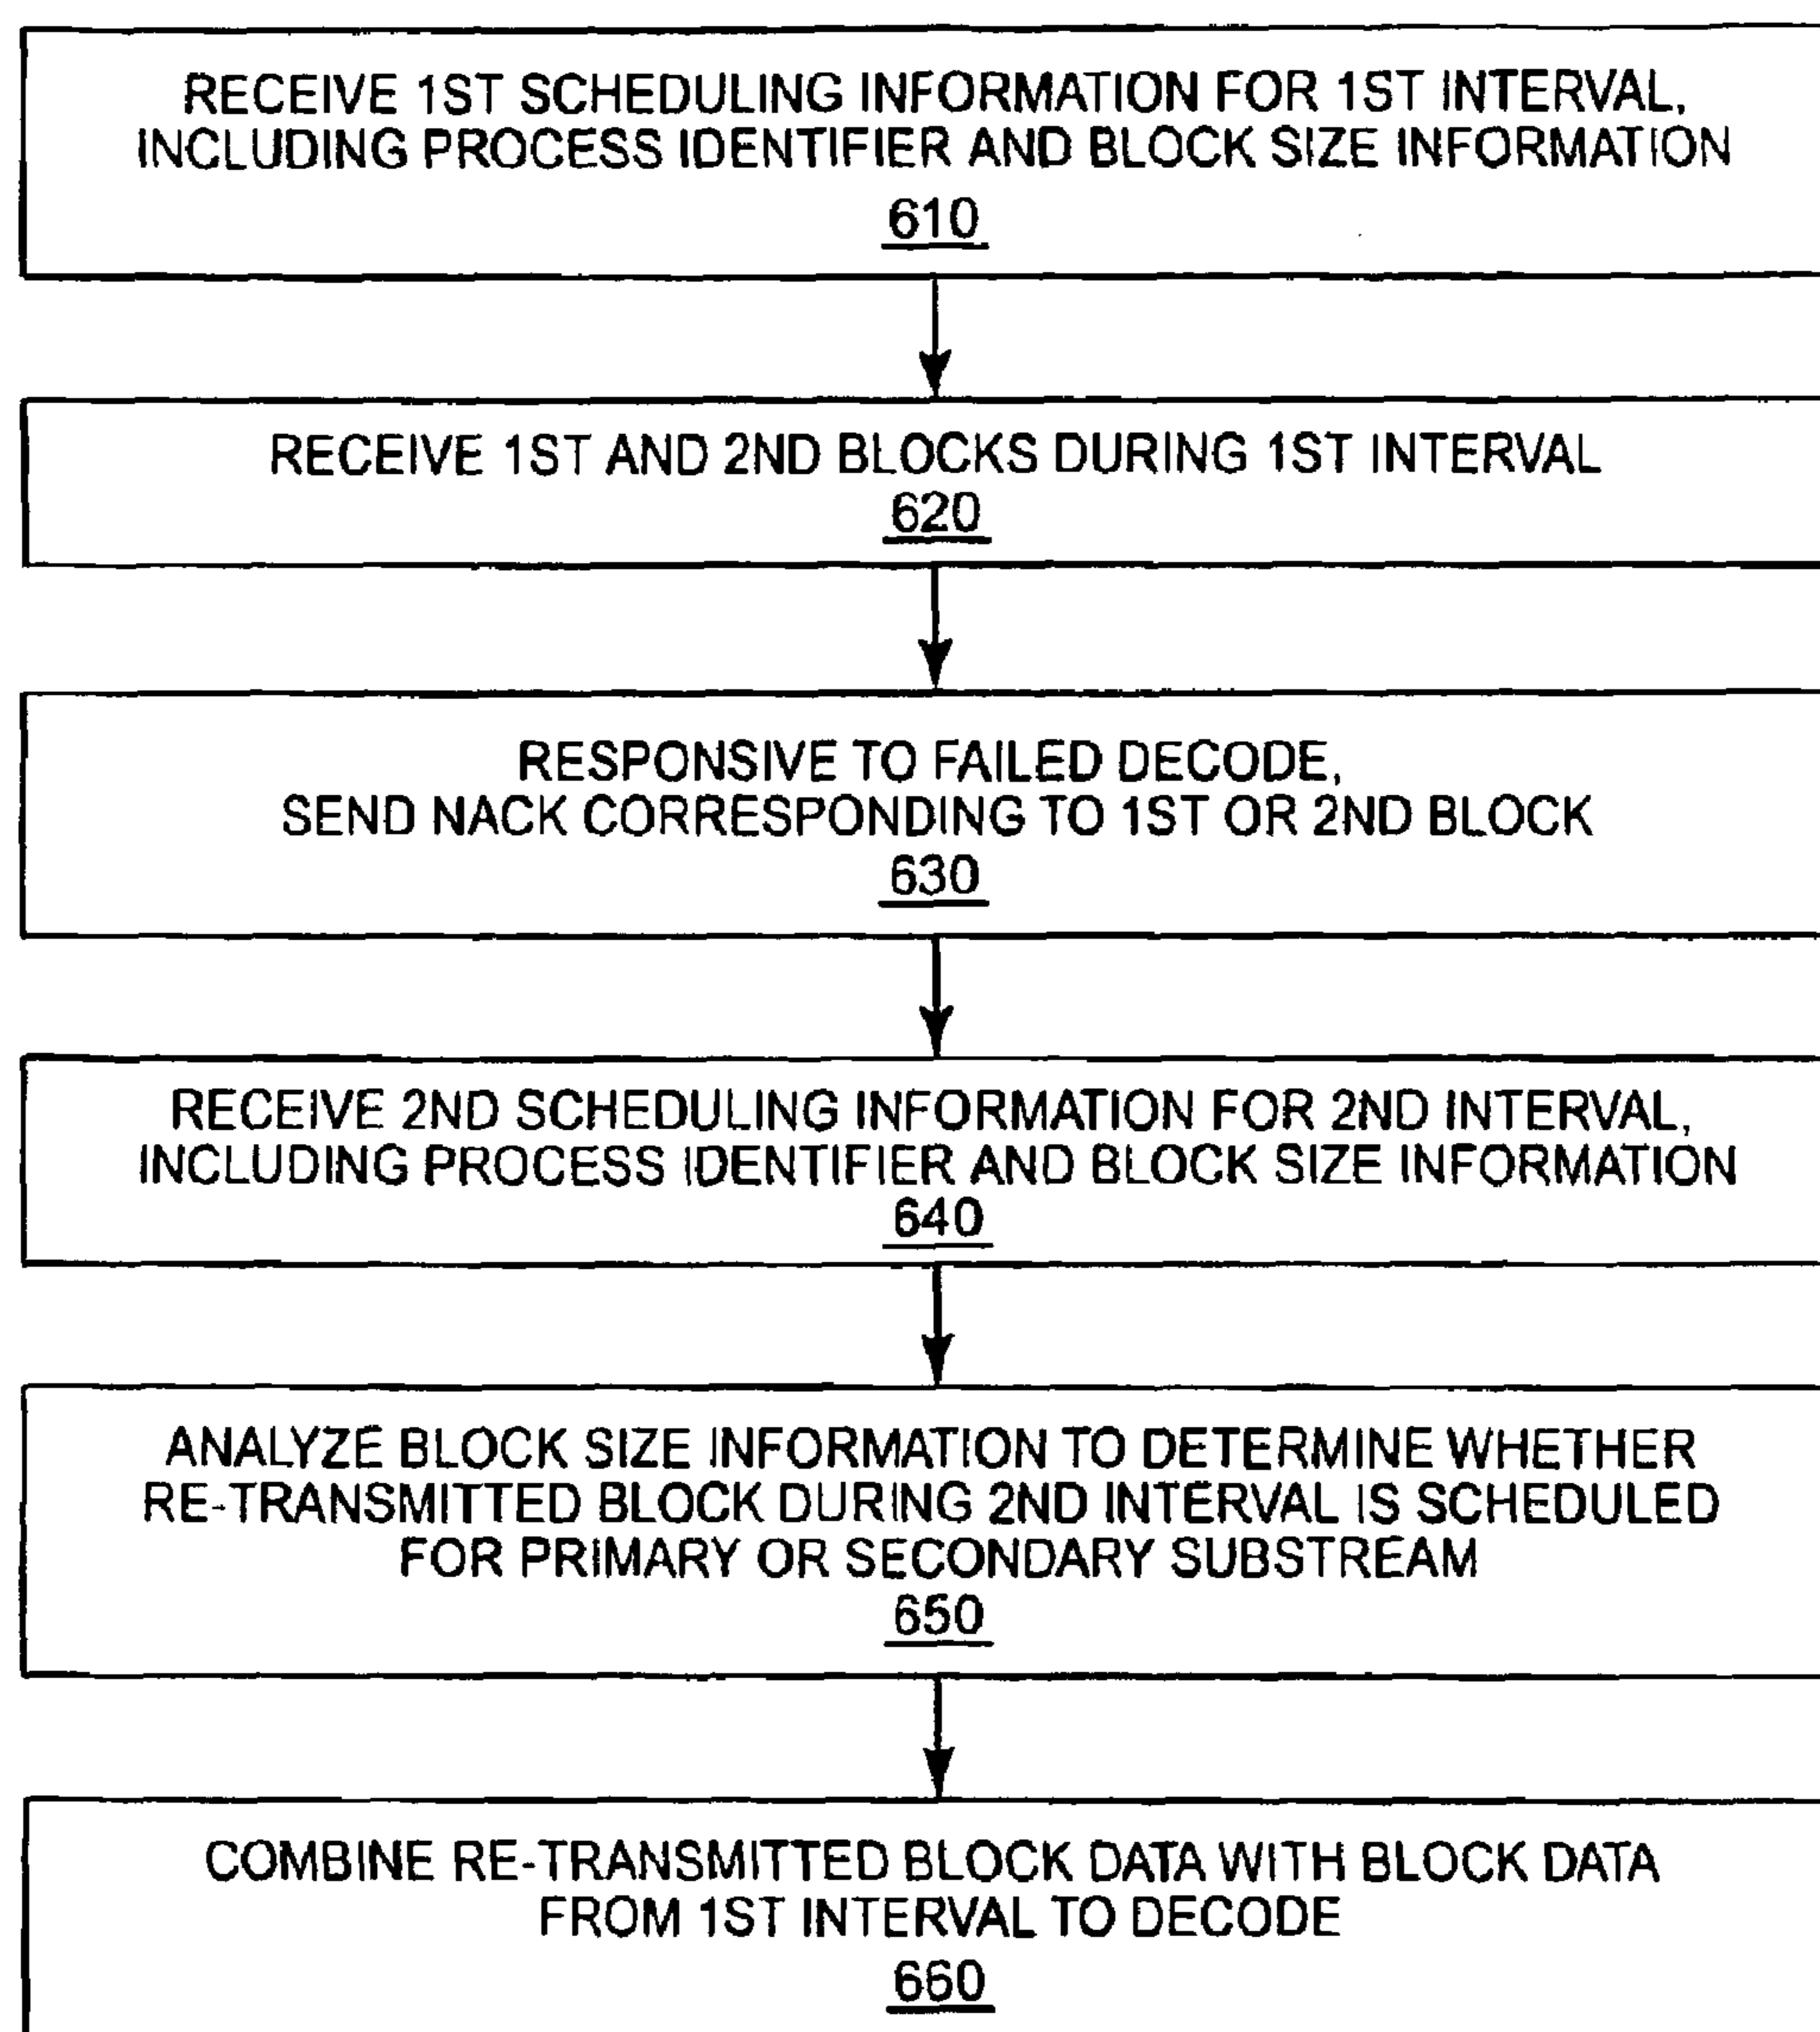 RECEIVE 1ST SCHEDULING INFORMATION FOR 1ST INTERVAL,
INCLUDING PROCESS IDENTIFIER AND BLOCK SIZE INFORMATION
610
RECEIVE 1ST AND 2ND BLOCKS DURING 1ST INTERVAL
620
RESPONSIVE TO FAILED DECODE,
SEND NACK CORRESPONDING TO 1ST OR 2ND BLOCK
630
RECEIVE 2ND SCHEDULING INFORMATION FOR 2ND INTERVAL,
INCLUDING PROCESS IDENTIFIER AND BLOCK SIZE INFORMATION
640
ANALYZE BLOCK SIZE INFORMATION TO DETERMINE WHETHER
RE-TRANSMITTED BLOCK DURING 2ND INTERVAL IS SCHEDULED
FOR PRIMARY OR SECONDARY SUBSTREAM
650
COMBINE RE-TRANSMITTED BLOCK DATA WITH BLOCK DATA
FROM 1ST INTERVAL TO DECODE
660